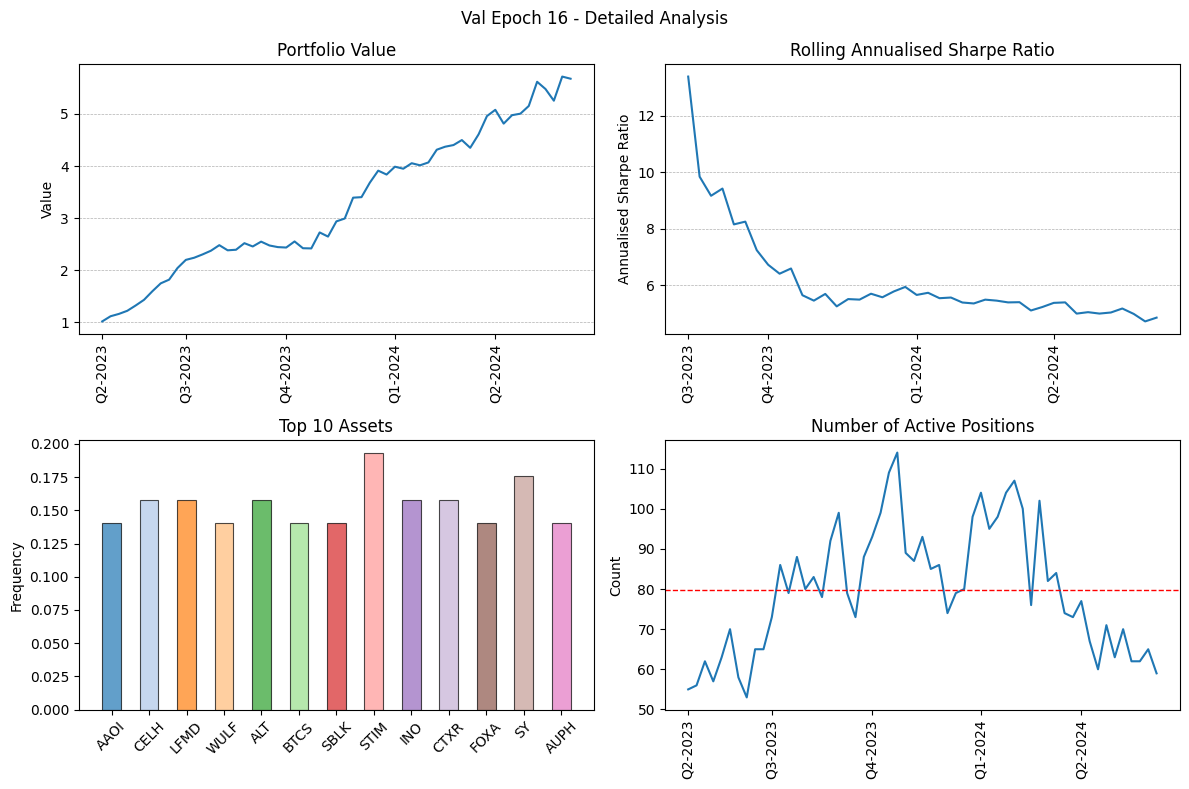 Val Epoch 16 - Detailed Analysis
Portfolio Value
Value
5
4
3
2
1
Q2-2023
Q3-2023
Q4-2023
Q1-2024
Q2-2024
Rolling Annualised Sharpe Ratio
Annualised Sharpe Ratio
12
10
8
6
Q3-2023
Q4-2023
Q1-2024
Q2-2024
Top 10 Assets
Frequency
0.200
0.175
0.150
0.125
0.100
0.075
0.050
0.025
0.000
AAOI
CELH
LFMD
WULF
ALT
BTCS
SBLK
STIM
INO
CTXR
FOXA
SY
AUPH
Number of Active Positions
Count
110
100
90
80
70
60
50
Q2-2023
Q3-2023
Q4-2023
Q1-2024
Q2-2024